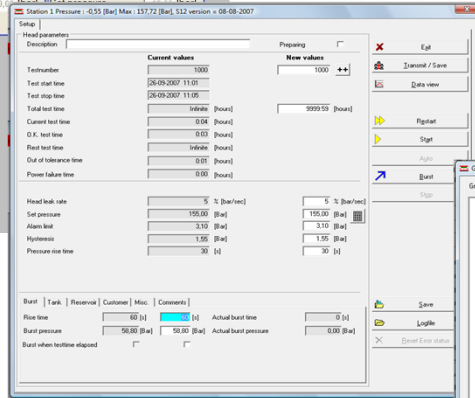 Station 1 Pressure : -0,55 [Bar] Max : 157,72 [Bar], S12 version = 08-08-2007
Setup
Head parameters
Description Preparing
Current values New values
Testnumber 1000 1000 ++
Test start time 26-09-2007 11:01
Test stop time 26-09-2007 11:05
Total test time Infinite [hours] 9999:59 [hours]
Current test time 0:04 [hours]
O.K. test time 0:03 [hours]
Rest test time Infinite [hours]
Out of tolerance time 0:01 [hours]
Power failure time 0:00 [hours]
Head leak rate 5 % [bar/sec] 5 % [bar/sec]
Set pressure 155,00 [Bar] 155,00 [Bar]
Alarm limit 3,10 [Bar] 3,10 [Bar]
Hysteresis 1,55 [Bar] 1,55 [Bar]
Pressure rise time 30 [s] 30 [s]
Burst Tank Reservoir Customer Misc. Comments
Rise time 60 [s] 60 [s] Actual burst time 0 [s]
Burst pressure 58,80 [Bar] 58,80 [Bar] Actual burst pressure 0,00 [Bar]
Burst when testtime elapsed
Exit
Transmit / Save
Data view
Restart
Start
Auto
Burst
Stop
Save
Logfile
Reset Error status